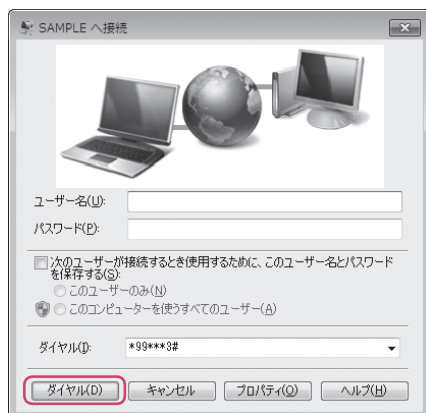 SAMPLE へ接続
ユーザー名(U):
パスワード(P):
次のユーザーが接続するとき使用するために、このユーザー名とパスワード
を保存する(S):
このユーザーのみ(N)
このコンピューターを使うすべてのユーザー(A)
ダイヤル(I): *99***3#
ダイヤル(D) キャンセル プロパティ(O) ヘルプ(H)